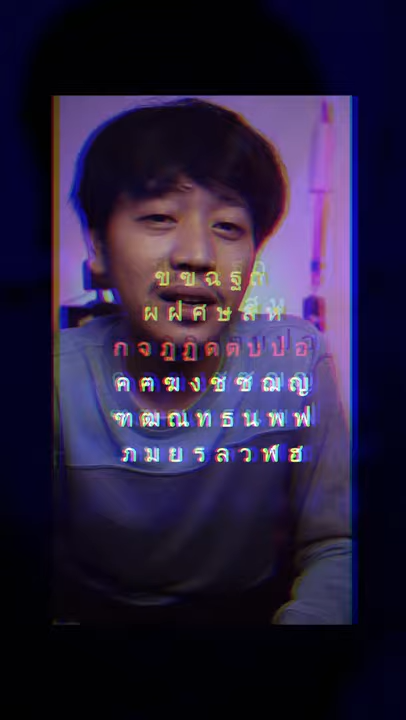 ข ฃ ฉ ฐ ถ
ผ ฝ ศ ษ ส ห
ก จ ฎ ฏ ด ต บ ป อ
ค ฅ ฆ ง ช ซ ฌ ญ
ฑ ฒ ณ ท ธ น พ ฟ
ภ ม ย ร ล ว ฬ ฮ